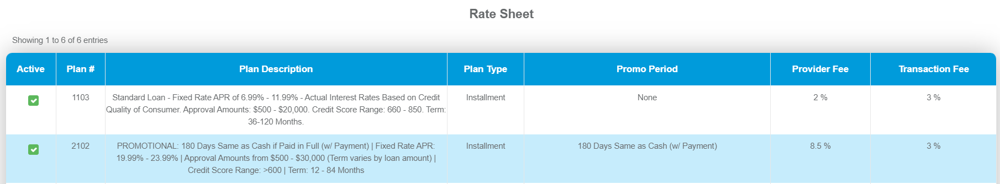 Rate Sheet
Showing 1 to 6 of 6 entries
Active Plan # Plan Description Plan Type Promo Period Provider Fee Transaction Fee
1103 Standard Loan - Fixed Rate APR of 6.99% - 11.99% - Actual Interest Rates Based on Credit Installment None 2 % 3 %
Quality of Consumer. Approval Amounts: $500 - $20,000. Credit Score Range: 660 - 850. Term:
36-120 Months.
2102 PROMOTIONAL: 180 Days Same as Cash if Paid in Full (w/ Payment) | Fixed Rate APR: Installment 180 Days Same as Cash (w/ Payment) 8.5 % 3 %
19.99% - 23.99% | Approval Amounts from $500 - $30,000 (Term varies by loan amount) |
Credit Score Range: >600 | Term: 12 - 84 Months